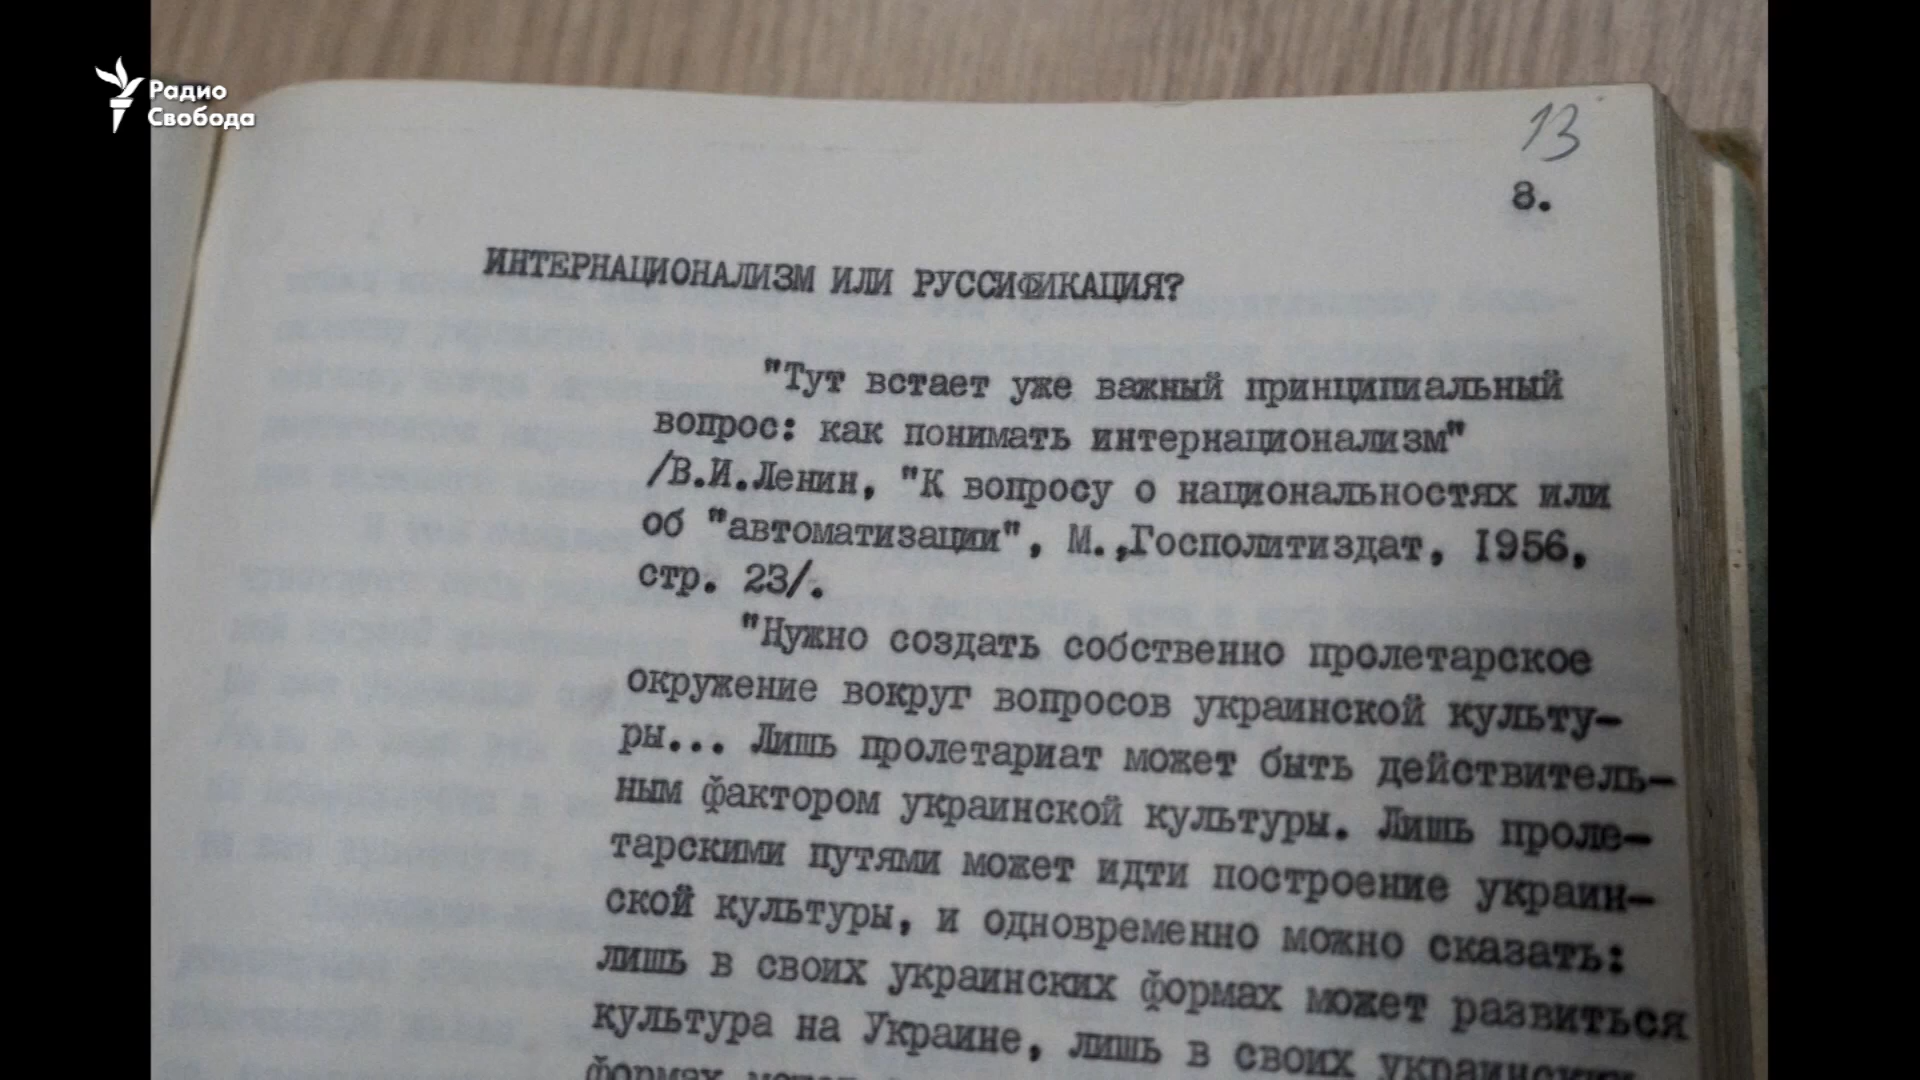 Радио
Свобода
13
8.
ИНТЕРНАЦИОНАЛИЗМ ИЛИ РУССИФИКАЦИЯ?
"Тут встает уже важный принципиальный
вопрос: как понимать интернационализм"
/В.И.Ленин, "К вопросу о национальностях или
об "автоматизации", М.,Госполитиздат, 1956,
стр. 23/.
"Нужно создать собственно пролетарское
окружение вокруг вопросов украинской культу-
ры... Лишь пролетариат может быть действитель-
ным фактором украинской культуры. Лишь проле-
тарскими путями может идти построение украин-
ской культуры, и одновременно можно сказать:
лишь в своих украинских формах может развиться
культура на Украине, лишь в своих украинских
формах может